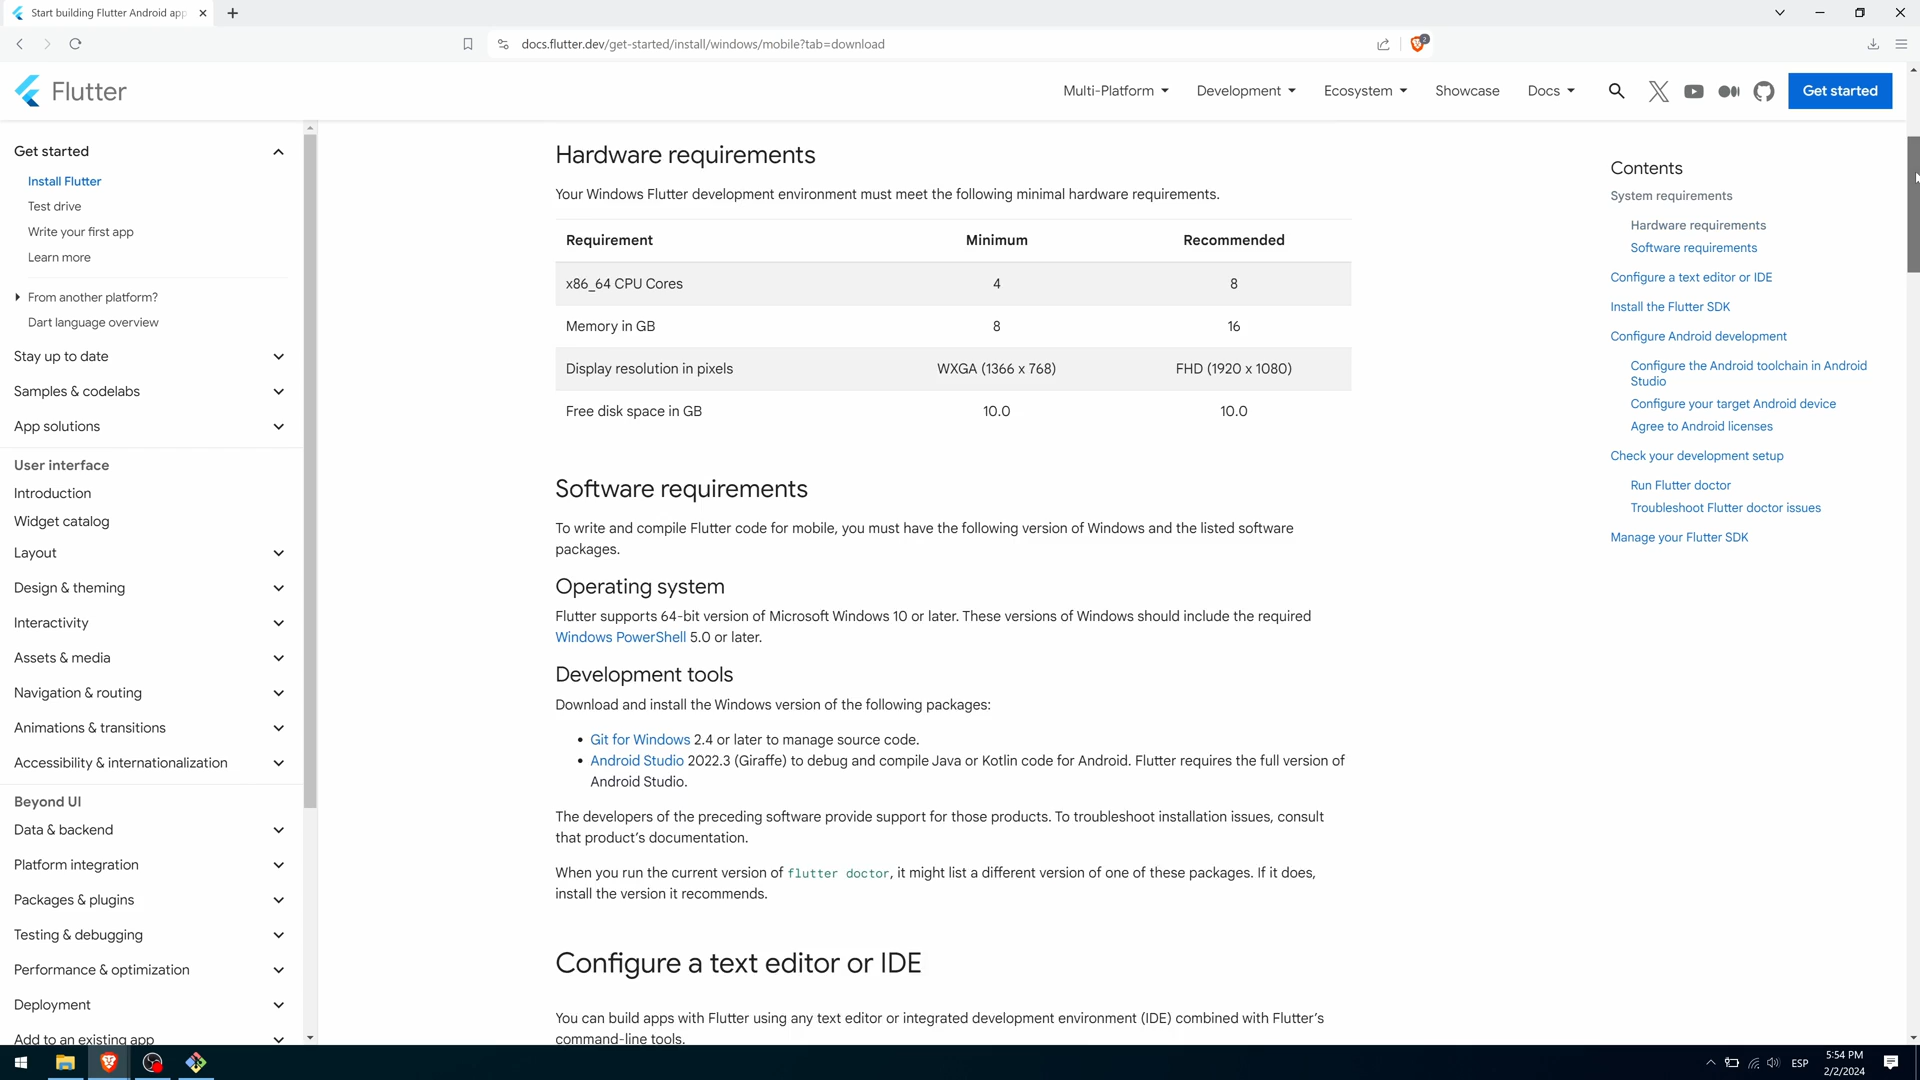 Start building Flutter Android app
docs.flutter.dev/get-started/install/windows/mobile?tab=download
2
Flutter
Multi-Platform
Development
Ecosystem
Showcase
Docs
Get started
Get started
Install Flutter
Test drive
Write your first app
Learn more
From another platform?
Dart language overview
Stay up to date
Samples & codelabs
App solutions
User interface
Introduction
Widget catalog
Layout
Design & theming
Interactivity
Assets & media
Navigation & routing
Animations & transitions
Accessibility & internationalization
Beyond UI
Data & backend
Platform integration
Packages & plugins
Testing & debugging
Performance & optimization
Deployment
Add to an existing app
Hardware requirements
Your Windows Flutter development environment must meet the following minimal hardware requirements.
Requirement Minimum Recommended
x86_64 CPU Cores 4 8
Memory in GB 8 16
Display resolution in pixels WXGA (1366 x 768) FHD (1920 x 1080)
Free disk space in GB 10.0 10.0
Software requirements
To write and compile Flutter code for mobile, you must have the following version of Windows and the listed software
packages.
Operating system
Flutter supports 64-bit version of Microsoft Windows 10 or later. These versions of Windows should include the required
Windows PowerShell 5.0 or later.
Development tools
Download and install the Windows version of the following packages:
• Git for Windows 2.4 or later to manage source code.
• Android Studio 2022.3 (Giraffe) to debug and compile Java or Kotlin code for Android. Flutter requires the full version of
Android Studio.
The developers of the preceding software provide support for those products. To troubleshoot installation issues, consult
that product's documentation.
When you run the current version of flutter doctor, it might list a different version of one of these packages. If it does,
install the version it recommends.
Configure a text editor or IDE
You can build apps with Flutter using any text editor or integrated development environment (IDE) combined with Flutter's
command-line tools.
Contents
System requirements
Hardware requirements
Software requirements
Configure a text editor or IDE
Install the Flutter SDK
Configure Android development
Configure the Android toolchain in Android
Studio
Configure your target Android device
Agree to Android licenses
Check your development setup
Run Flutter doctor
Troubleshoot Flutter doctor issues
Manage your Flutter SDK
ESP
5:54 PM
2/2/2024